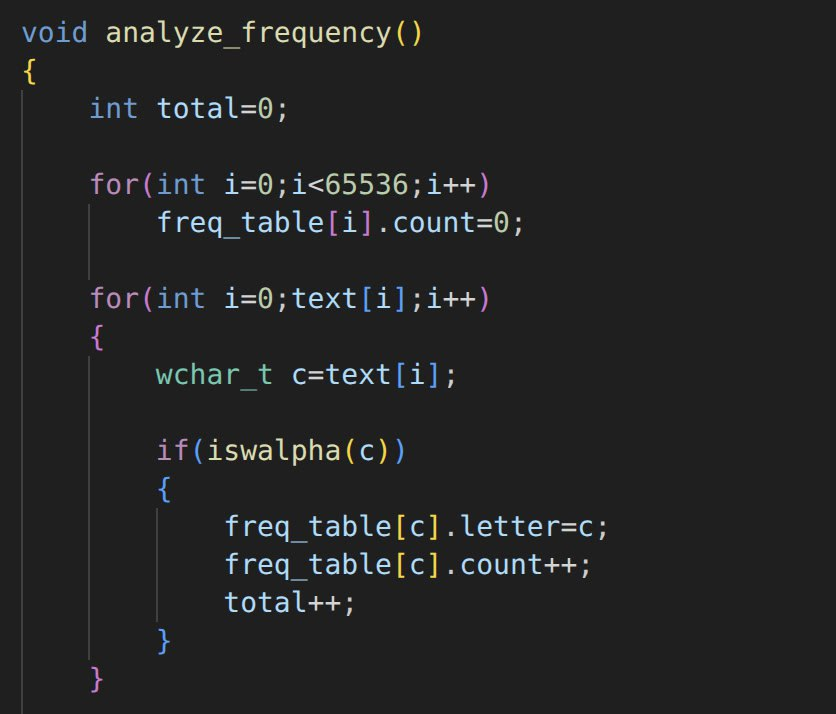 void analyze_frequency()
{
    int total=0;

    for(int i=0;i<65536;i++)
        freq_table[i].count=0;

    for(int i=0;text[i];i++)
    {
        wchar_t c=text[i];

        if(iswalpha(c))
        {
            freq_table[c].letter=c;
            freq_table[c].count++;
            total++;
        }
    }